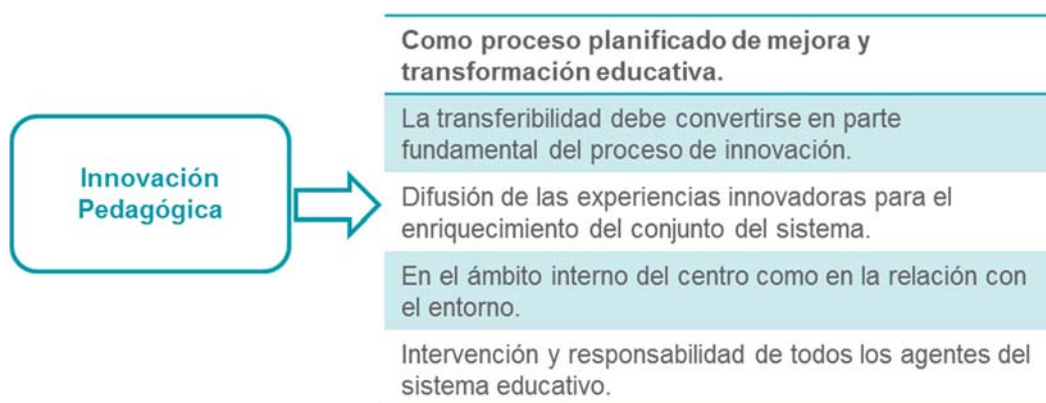 Innovación
Pedagógica
Como proceso planificado de mejora y
transformación educativa.
La transferibilidad debe convertirse en parte
fundamental del proceso de innovación.
Difusión de las experiencias innovadoras para el
enriquecimiento del conjunto del sistema.
En el ámbito interno del centro como en la relación con
el entorno.
Intervención y responsabilidad de todos los agentes del
sistema educativo.